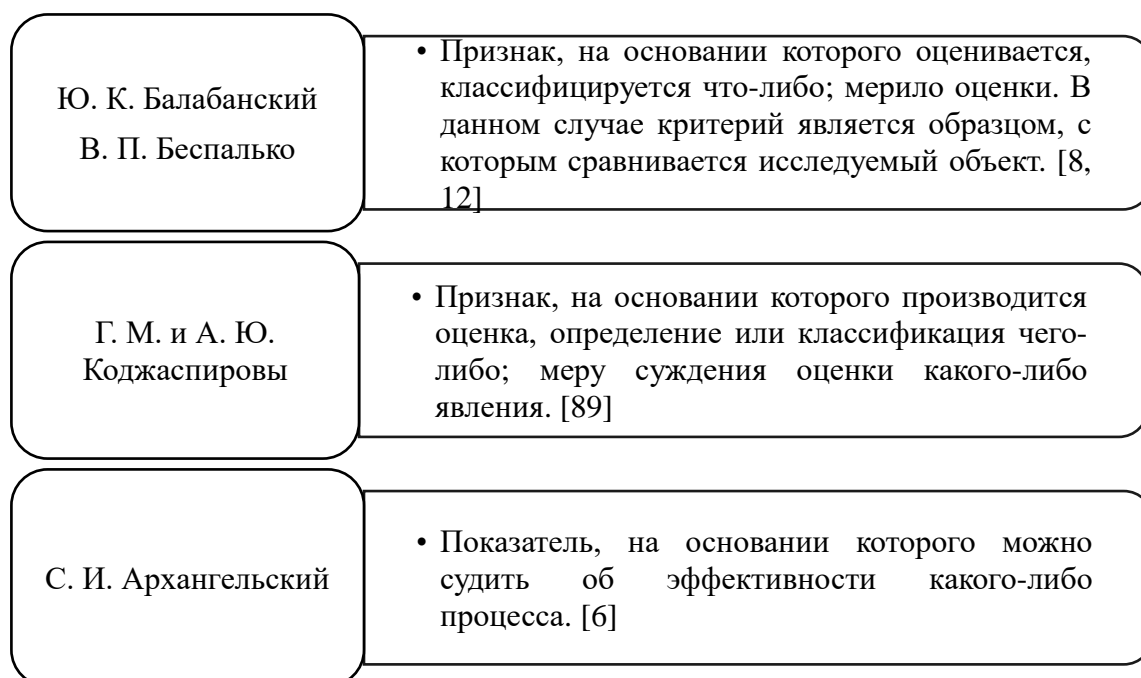 Ю. К. Балабанский
В. П. Беспалько
• Признак, на основании которого оценивается,
классифицируется что-либо; мерило оценки. В
данном случае критерий является образцом, с
которым сравнивается исследуемый объект. [8,
12]
Г. М. и А. Ю.
Коджаспировы
• Признак, на основании которого производится
оценка, определение или классификация чего-
либо; меру суждения оценки какого-либо
явления. [89]
С. И. Архангельский
• Показатель, на основании которого можно
судить об эффективности какого-либо
процесса. [6]